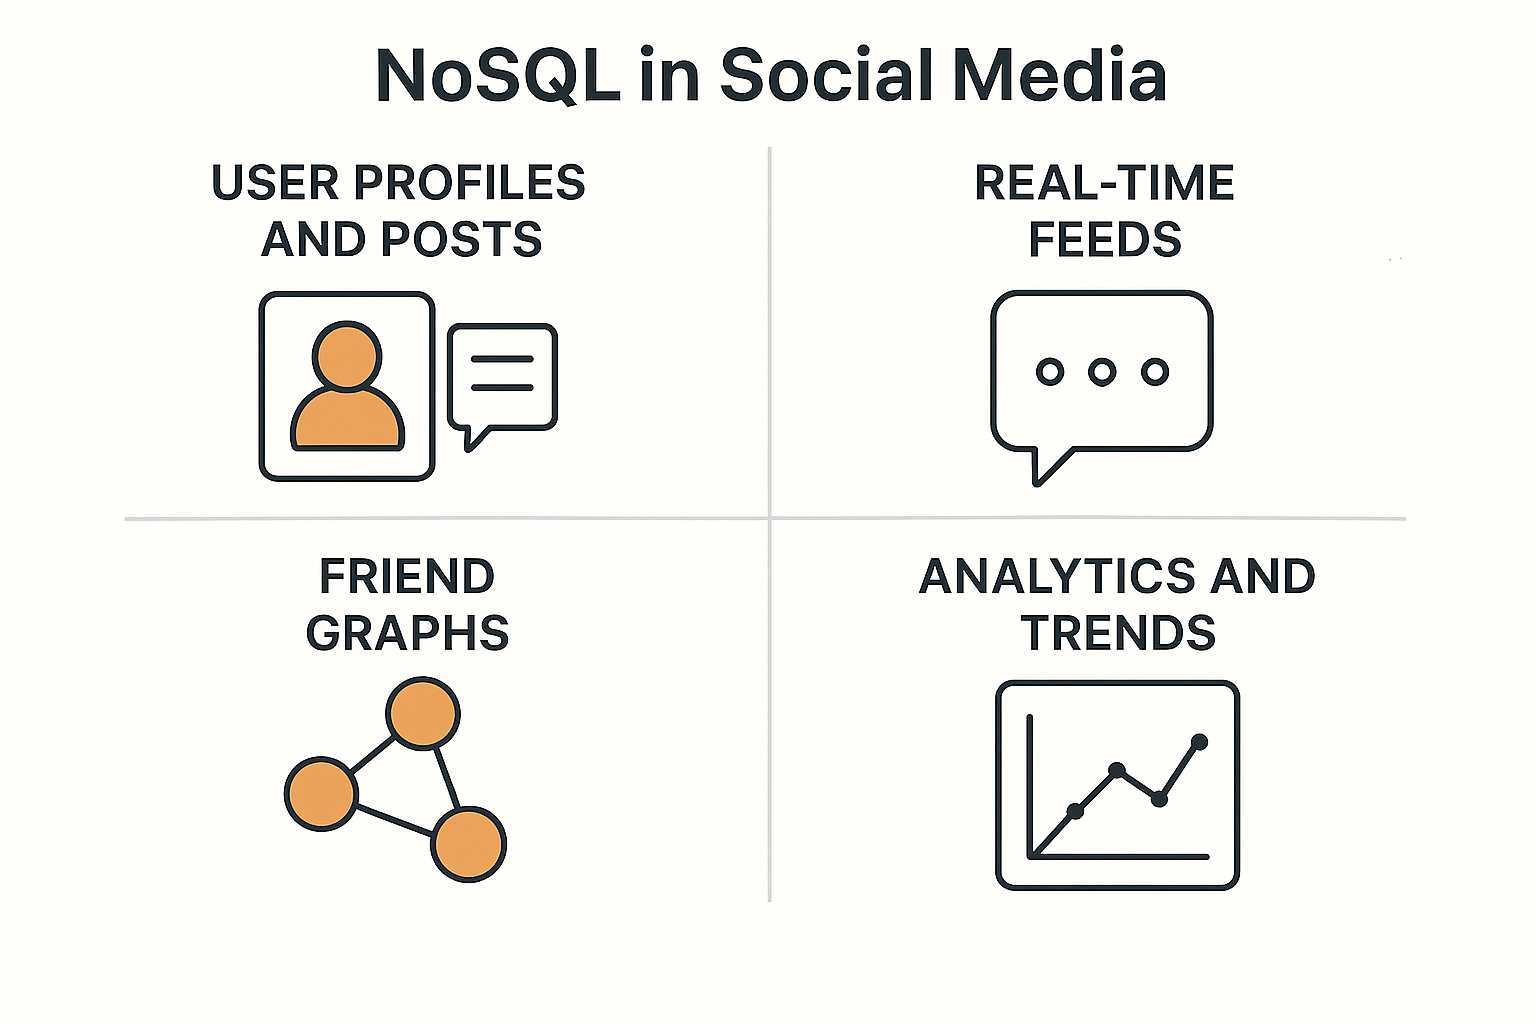 NoSQL in Social Media
USER PROFILES
AND POSTS
REAL-TIME
FEEDS
FRIEND
GRAPHS
ANALYTICS AND
TRENDS